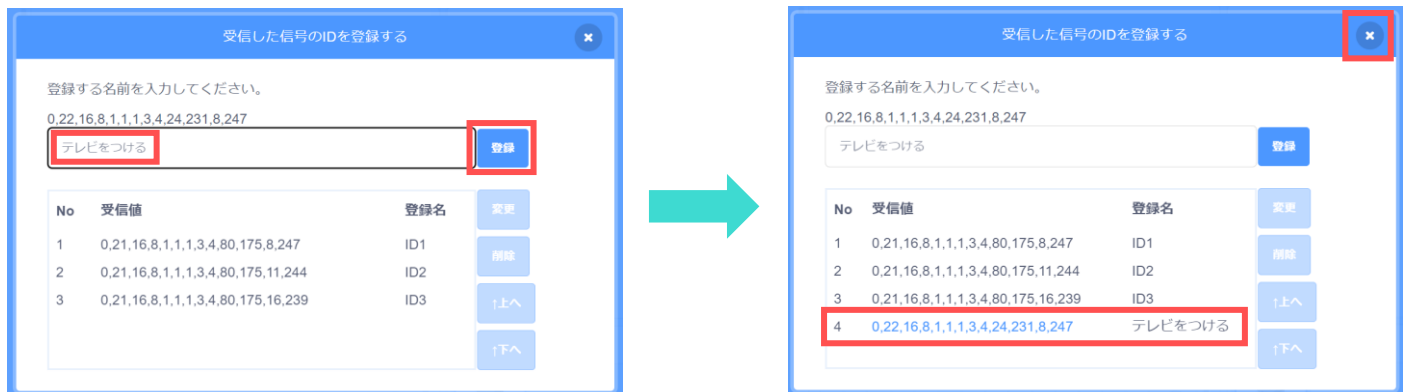 受信した信号のIDを登録する
登録する名前を入力してください。
0,22,16,8,1,1,1,3,4,24,231,8,247
テレビをつける 登録
No 受信値 登録名 変更
1 0,21,16,8,1,1,1,3,4,80,175,8,247 ID1
削除
2 0,21,16,8,1,1,1,3,4,80,175,11,244 ID2
3 0,21,16,8,1,1,1,3,4,80,175,16,239 ID3 ↑上へ
↑下へ
受信した信号のIDを登録する
登録する名前を入力してください。
0,22,16,8,1,1,1,3,4,24,231,8,247
テレビをつける 登録
No 受信値 登録名 変更
1 0,21,16,8,1,1,1,3,4,80,175,8,247 ID1
削除
2 0,21,16,8,1,1,1,3,4,80,175,11,244 ID2
3 0,21,16,8,1,1,1,3,4,80,175,16,239 ID3 ↑上へ
4 0,22,16,8,1,1,1,3,4,24,231,8,247 テレビをつける
↑下へ